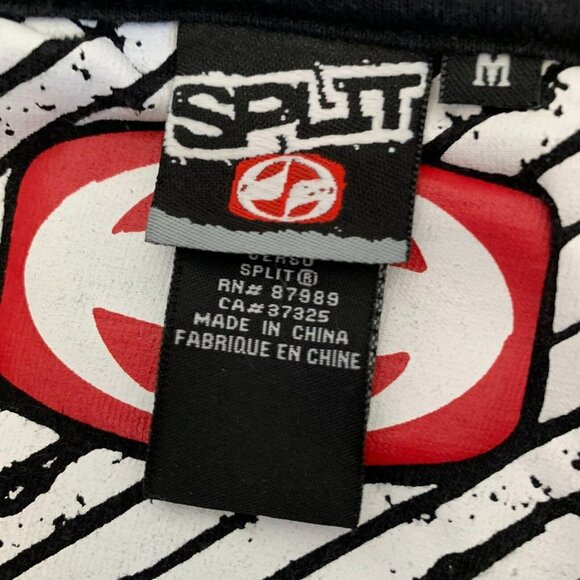 SPLIT
M
SPLIT®
RN# 87989
CA# 37325
MADE IN CHINA
FABRIQUE EN CHINE